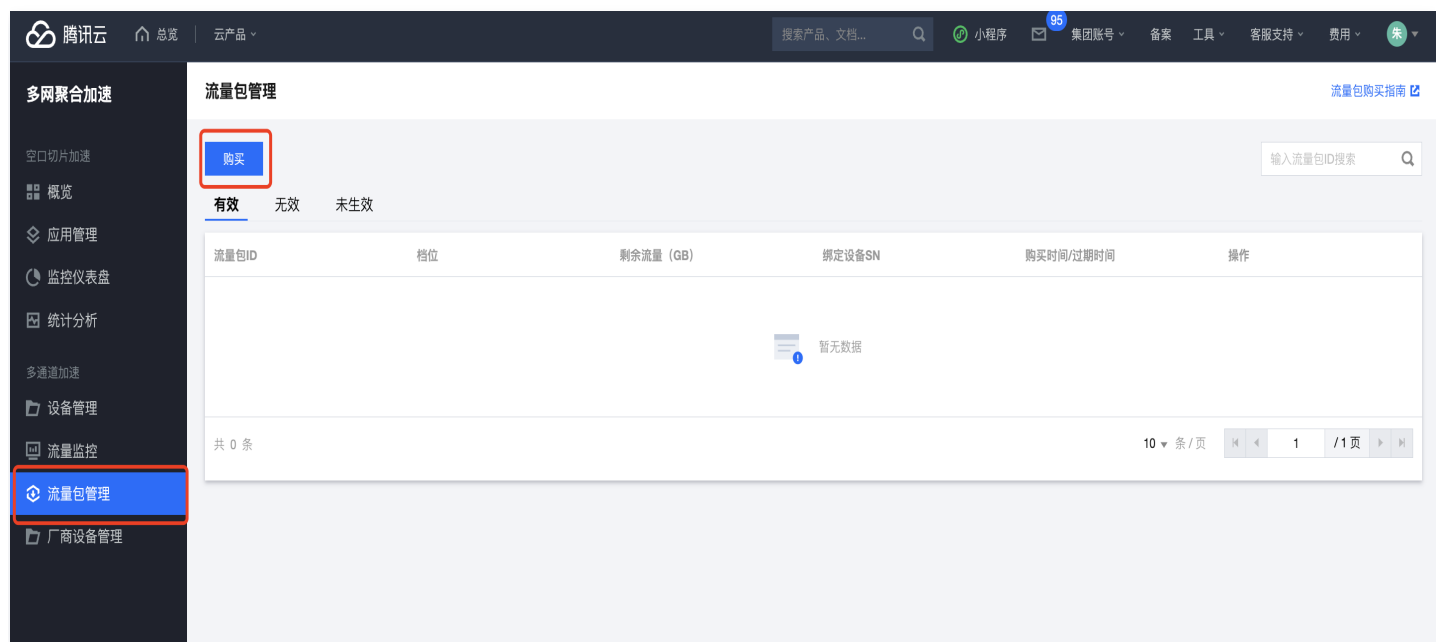 腾讯云 总览 云产品 搜索产品、文档... 小程序 95 集团账号 备案 工具 客服支持 费用 朱
多网聚合加速
空口切片加速
概览
应用管理
监控仪表盘
统计分析
多通道加速
设备管理
流量监控
流量包管理
厂商设备管理
流量包管理 流量包购买指南
购买 输入流量包ID搜索
有效 无效 未生效
流量包ID 档位 剩余流量（GB） 绑定设备SN 购买时间/过期时间 操作
暂无数据
共 0 条 10 条 / 页 1 / 1 页